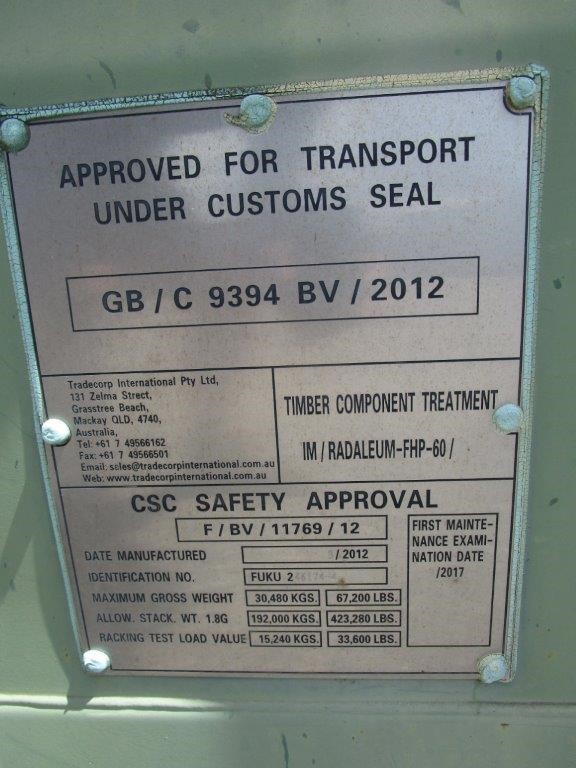 APPROVED FOR TRANSPORT
UNDER CUSTOMS SEAL
GB / C 9394 BV / 2012
Tradecorp International Pty Ltd,
131 Zelma Street,
Grasstree Beach,
Mackay QLD, 4740,
Australia,
Tel: +61 7 49566162
Fax: +61 7 49566501
Email: sales@tradecorpinternational.com.au
Web: www.tradecorpinternational.com.au
TIMBER COMPONENT TREATMENT
IM / RADALEUM-FHP-60 /
CSC SAFETY APPROVAL
F / BV / 11769 / 12
DATE MANUFACTURED / 2012
IDENTIFICATION NO. FUKU 2
MAXIMUM GROSS WEIGHT 30,480 KGS. 67,200 LBS.
ALLOW. STACK. WT. 1.8G 192,000 KGS. 423,280 LBS.
RACKING TEST LOAD VALUE 15,240 KGS. 33,600 LBS.
FIRST MAINTE-
NANCE EXAMI-
NATION DATE
/2017